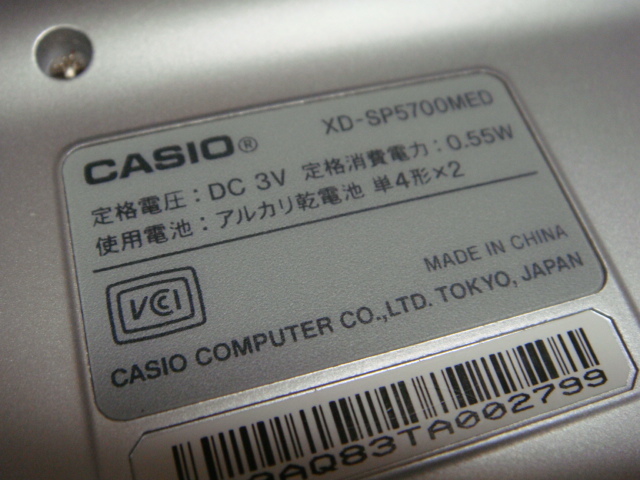 CASIO® XD-SP5700MED
定格電圧：DC 3V 定格消費電力：0.55W
使用電池：アルカリ乾電池 単4形×2
VCCI MADE IN CHINA
CASIO COMPUTER CO.,LTD. TOKYO, JAPAN
AQ83TA002799